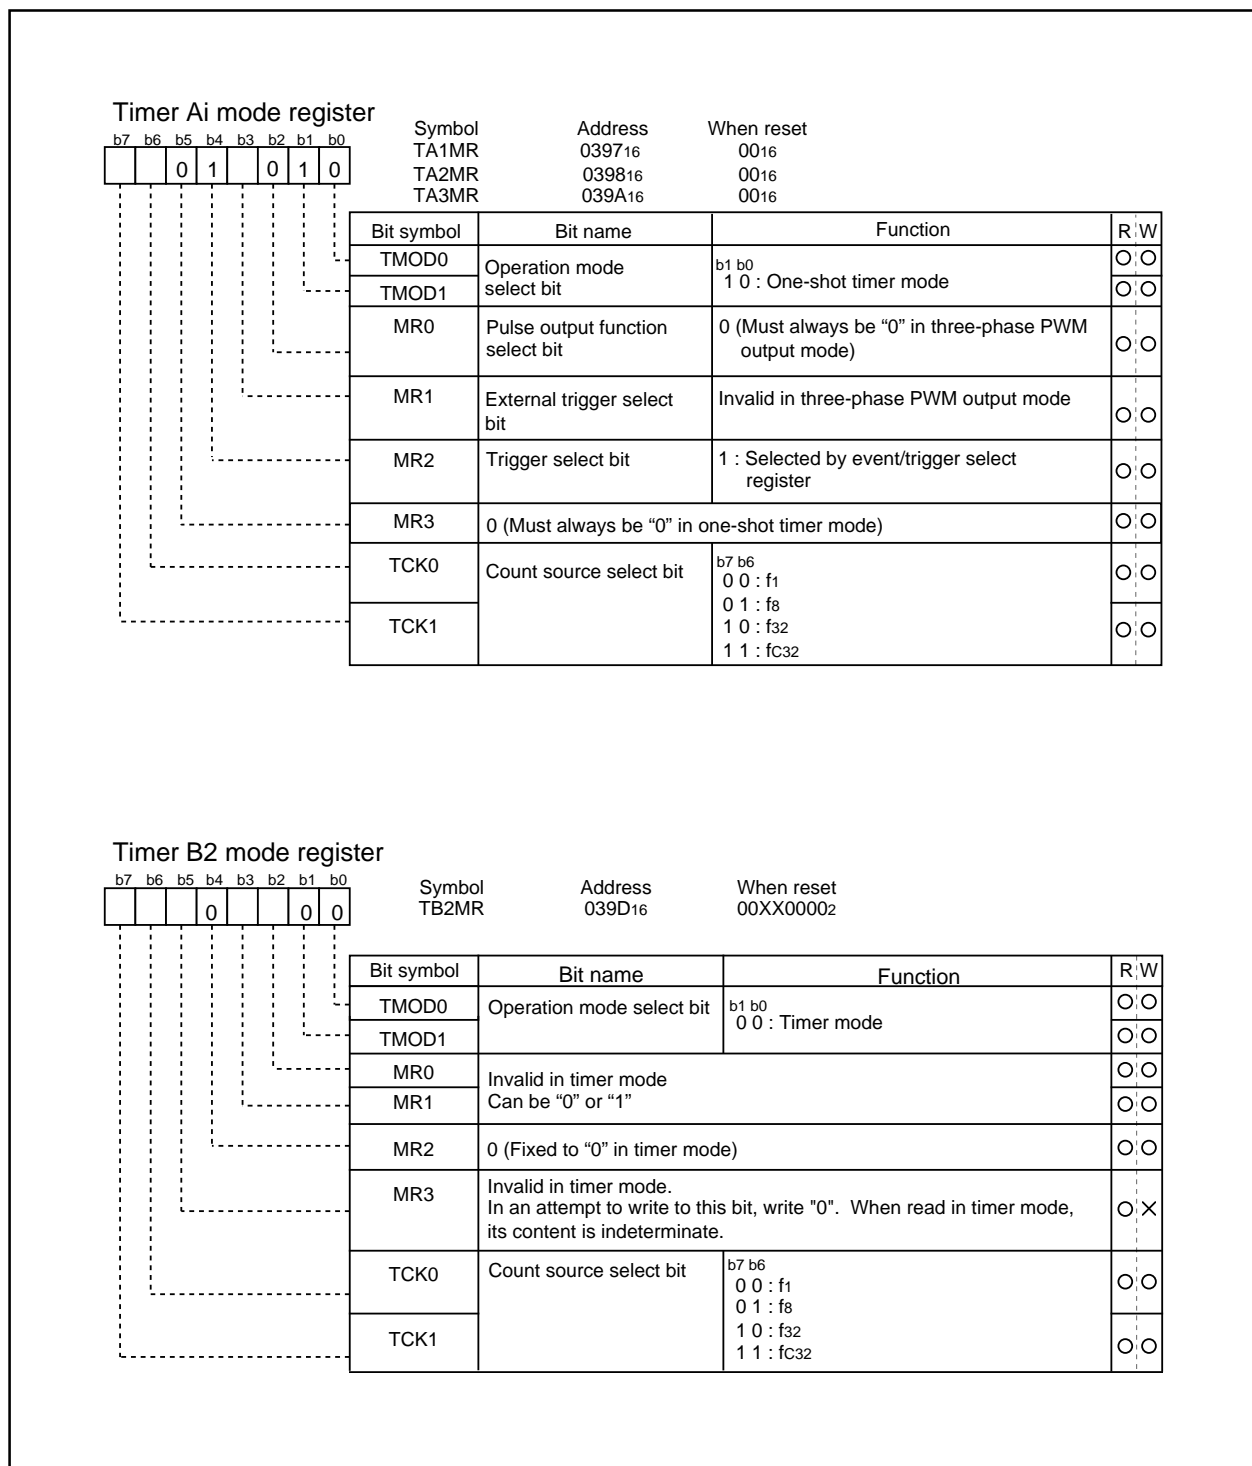 Timer Ai mode register
Symbol Address When reset
b7 b6 b5 b4 b3 b2 b1 b0
TA1MR 039716 0016
0 1 0 1 0
TA2MR 039816 0016
TA3MR 039A16 0016
Bit symbol Bit name Function R W
TMOD0 Operation mode select bit b1 b0
TMOD1 1 0 : One-shot timer mode
MR0 Pulse output function select bit 0 (Must always be “0” in three-phase PWM output mode)
MR1 External trigger select bit Invalid in three-phase PWM output mode
MR2 Trigger select bit 1 : Selected by event/trigger select register
MR3 0 (Must always be “0” in one-shot timer mode)
TCK0 Count source select bit b7 b6
0 0 : f1
0 1 : f8
TCK1 1 0 : f32
1 1 : fC32
Timer B2 mode register
b7 b6 b5 b4 b3 b2 b1 b0
Symbol Address When reset
0 0 0
TB2MR 039D16 00XX00002
Bit symbol Bit name Function R W
TMOD0 Operation mode select bit b1 b0
0 0 : Timer mode
TMOD1
MR0 Invalid in timer mode
MR1 Can be “0” or “1”
MR2 0 (Fixed to “0” in timer mode)
MR3 Invalid in timer mode.
In an attempt to write to this bit, write "0". When read in timer mode,
its content is indeterminate.
TCK0 Count source select bit b7 b6
0 0 : f1
0 1 : f8
TCK1 1 0 : f32
1 1 : fC32